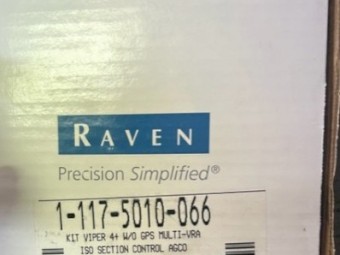 RAVEN
Precision Simplified®
1-117-5010-066
KIT VIPER 4+ W/O GPS MULTI-VRA
ISO SECTION CONTROL AGCO